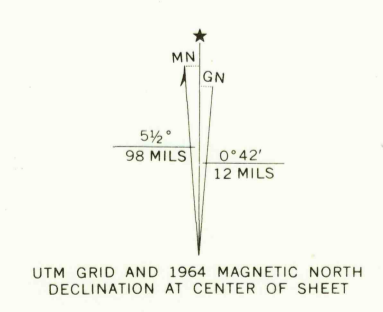 ★
MN
GN
5½°
98 MILS
0°42′
12 MILS
UTM GRID AND 1964 MAGNETIC NORTH
DECLINATION AT CENTER OF SHEET